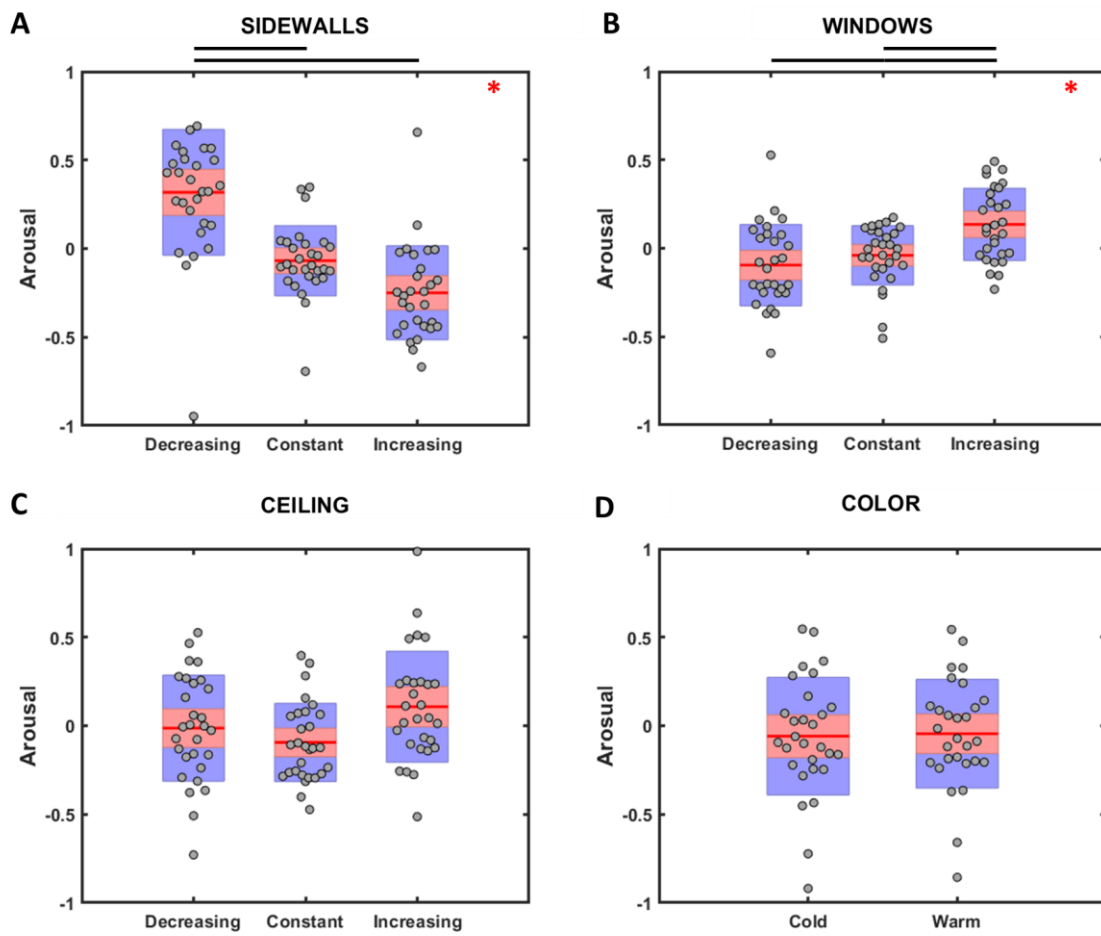 A
SIDEWALLS
*
1
0.5
0
-0.5
-1
Arousal
Decreasing Constant Increasing
B
WINDOWS
*
1
0.5
0
-0.5
-1
Arousal
Decreasing Constant Increasing
C
CEILING
1
0.5
0
-0.5
-1
Arousal
Decreasing Constant Increasing
D
COLOR
1
0.5
0
-0.5
-1
Arousal
Cold Warm